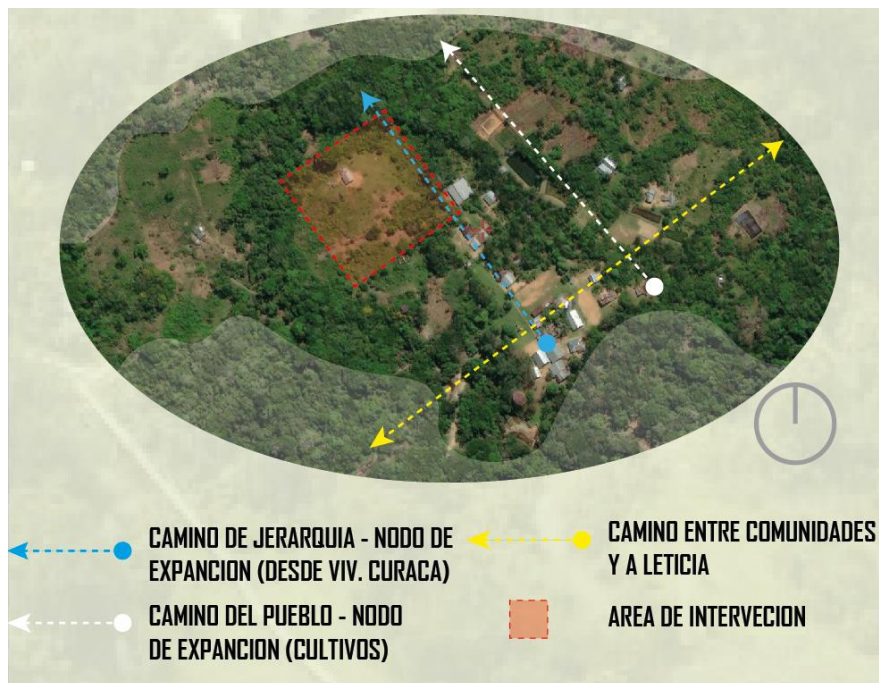 CAMINO DE JERARQUIA - NODO DE
EXPANCION (DESDE VIV. CURACA)
CAMINO DEL PUEBLO - NODO
DE EXPANCION (CULTIVOS)
CAMINO ENTRE COMUNIDADES
Y A LETICIA
AREA DE INTERVECION